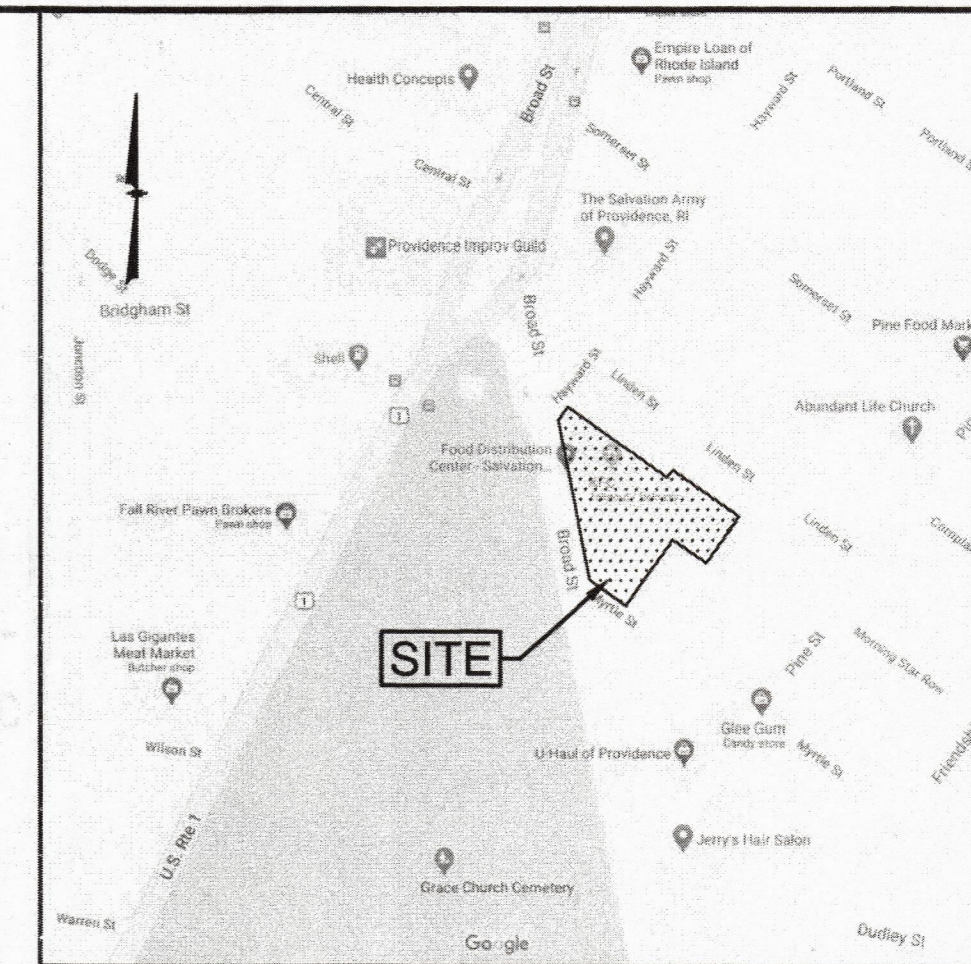 Empire Loan of
Rhode Island
Pawn shop
Health Concepts
Broad St
Hayward St
Portland St
Central St
Somerset St
Portland St
Central St
The Salvation Army
of Providence, RI
Providence Improv Guild
Hayward St
Dodge St
Somerset St
Bridgham St
Broad St
Pine Food Mark
Junction St
Shell
Hayward St
Linden St
1
Abundant Life Church
Food Distribution
Center - Salvation...
Linden St
Fall River Pawn Brokers
Pawn shop
Linden St
Broad St
1
Myrtle St
Las Gigantes
Meat Market
Butcher shop
SITE
Pine St
Morning Star Row
Glee Gum
Candy store
Wilson St
U-Haul of Providence
Myrtle St
Friendsh
U.S. Rte 1
Jerry's Hair Salon
Grace Church Cemetery
Warren St
Google
Dudley St